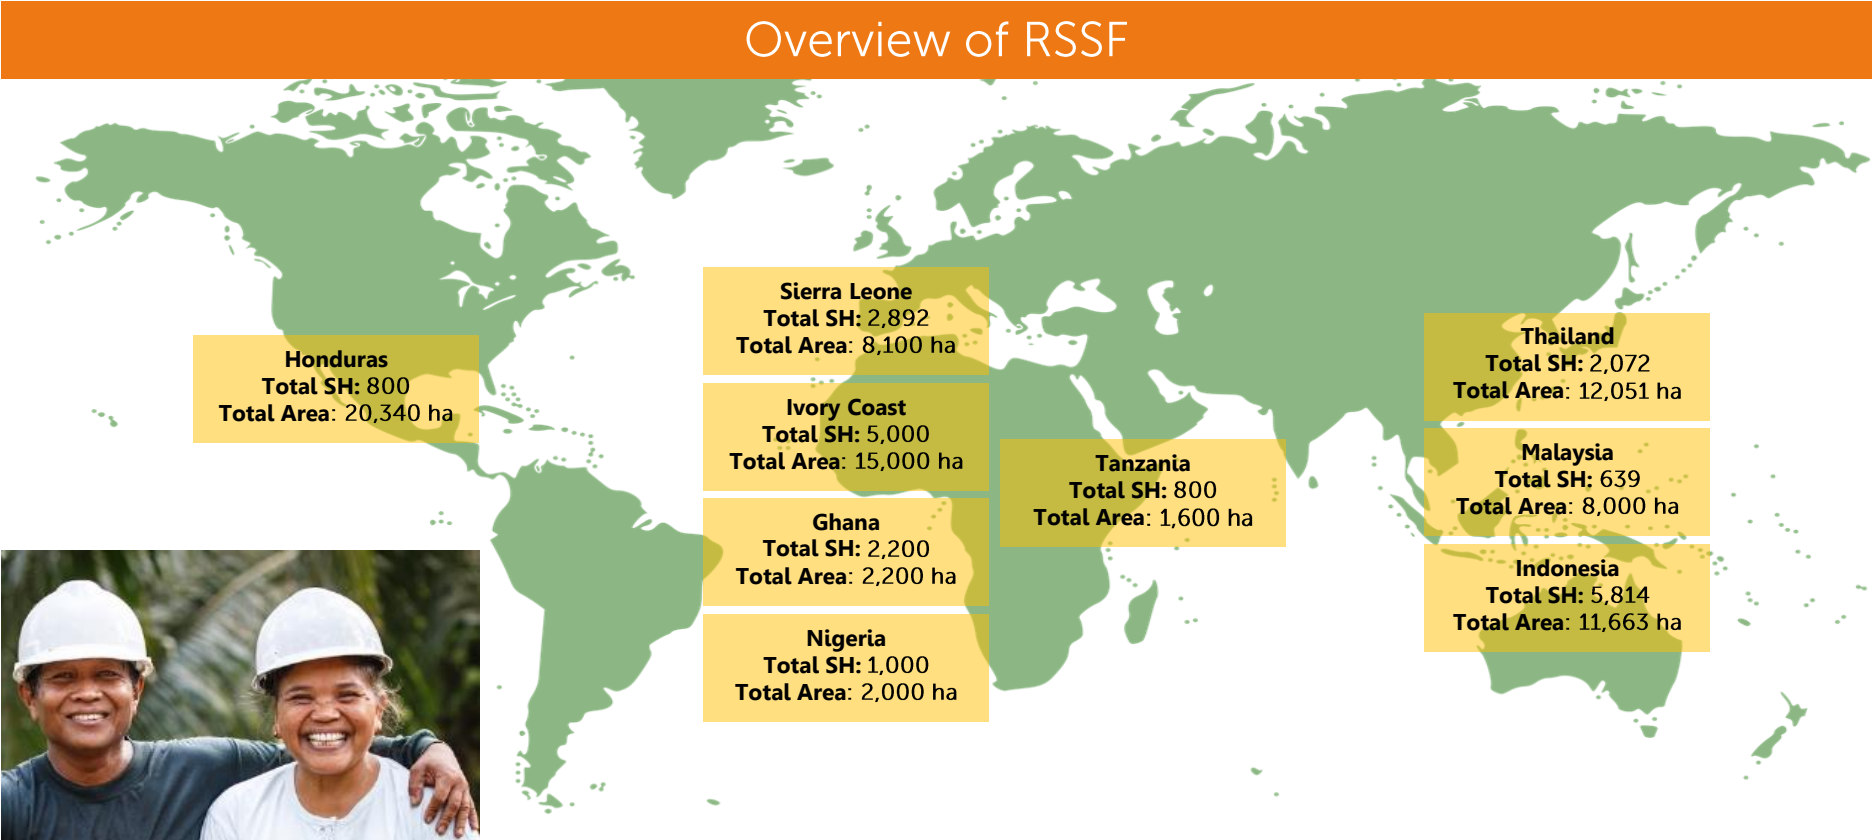 Overview of RSSF
Honduras
Total SH: 800
Total Area: 20,340 ha
Sierra Leone
Total SH: 2,892
Total Area: 8,100 ha
Ivory Coast
Total SH: 5,000
Total Area: 15,000 ha
Ghana
Total SH: 2,200
Total Area: 2,200 ha
Nigeria
Total SH: 1,000
Total Area: 2,000 ha
Tanzania
Total SH: 800
Total Area: 1,600 ha
Thailand
Total SH: 2,072
Total Area: 12,051 ha
Malaysia
Total SH: 639
Total Area: 8,000 ha
Indonesia
Total SH: 5,814
Total Area: 11,663 ha